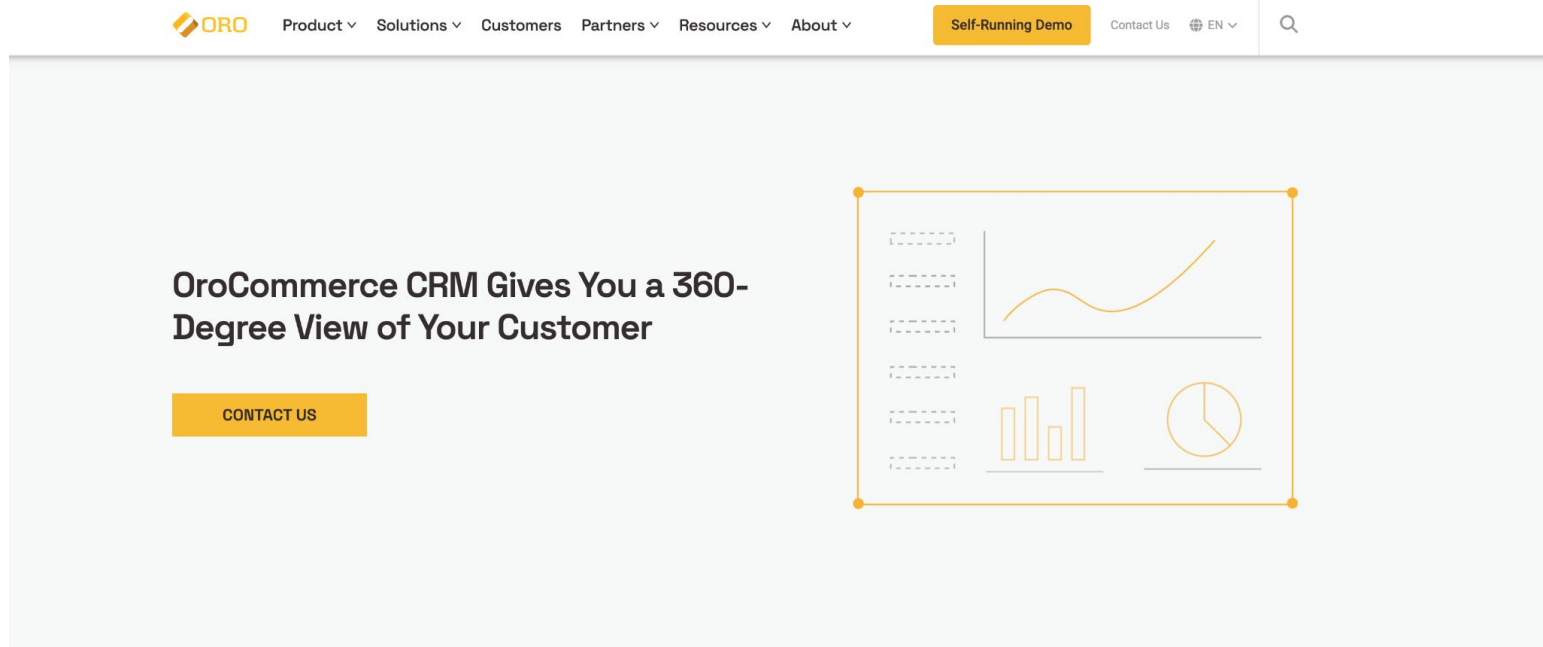 ORO Product Solutions Customers Partners Resources About Self-Running Demo Contact Us EN
OroCommerce CRM Gives You a 360-
Degree View of Your Customer
CONTACT US